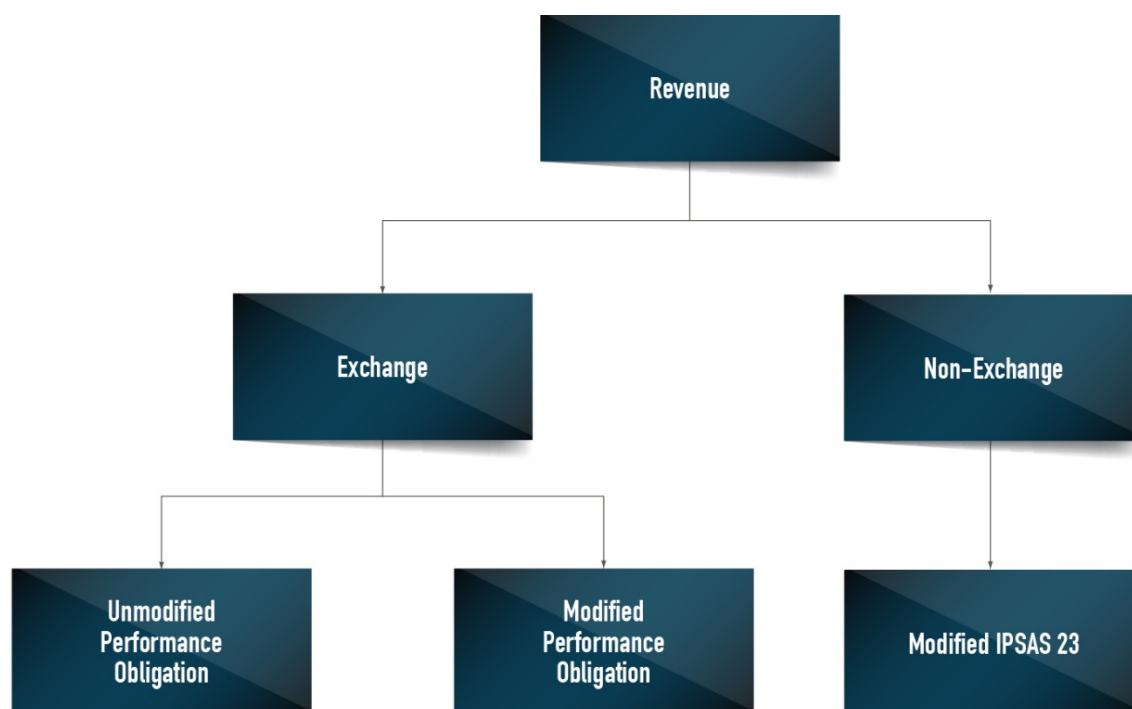 Revenue
Exchange
Non-Exchange
Unmodified
Performance
Obligation
Modified
Performance
Obligation
Modified IPSAS 23